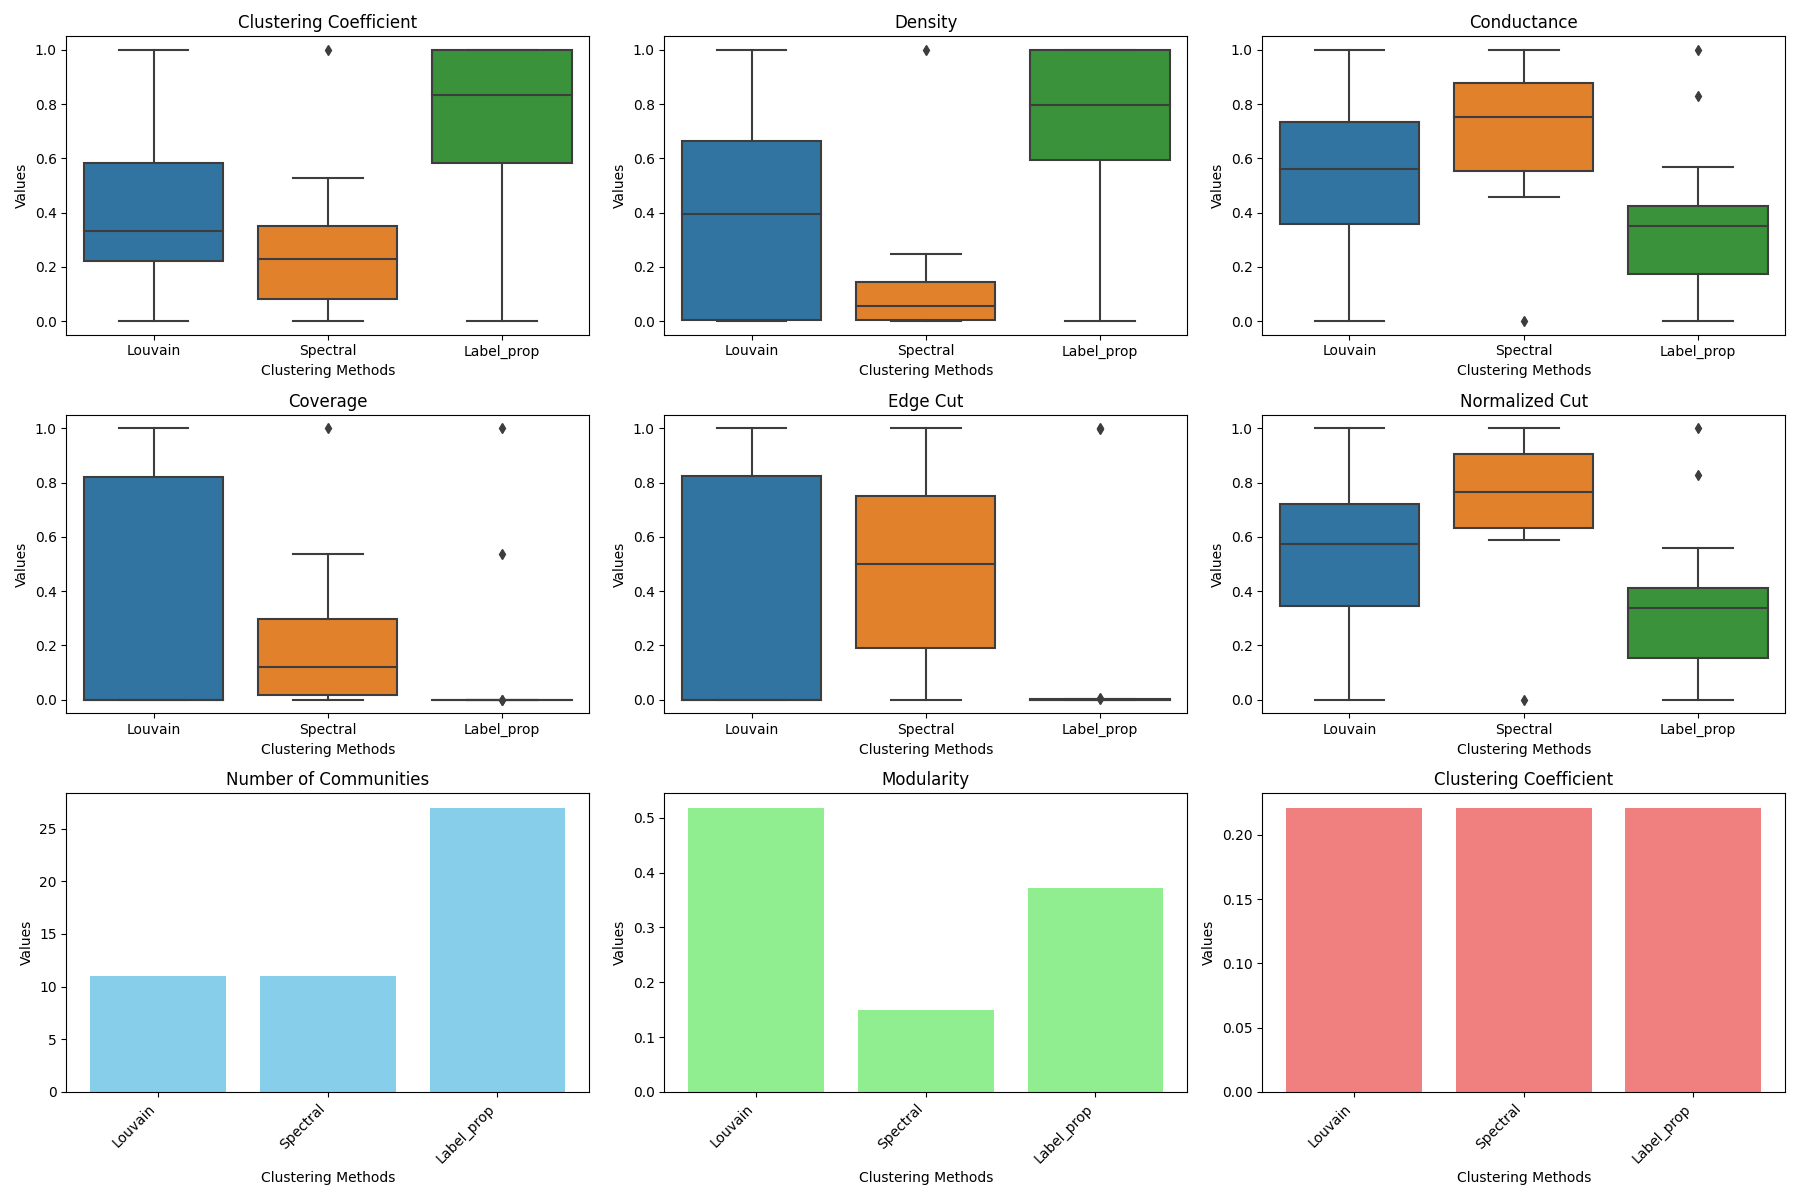 Clustering Coefficient
Values
1.0
0.8
0.6
0.4
0.2
0.0
Louvain Spectral Label_prop
Clustering Methods
Density
Values
1.0
0.8
0.6
0.4
0.2
0.0
Louvain Spectral Label_prop
Clustering Methods
Conductance
Values
1.0
0.8
0.6
0.4
0.2
0.0
Louvain Spectral Label_prop
Clustering Methods
Coverage
Values
1.0
0.8
0.6
0.4
0.2
0.0
Louvain Spectral Label_prop
Clustering Methods
Edge Cut
Values
1.0
0.8
0.6
0.4
0.2
0.0
Louvain Spectral Label_prop
Clustering Methods
Normalized Cut
Values
1.0
0.8
0.6
0.4
0.2
0.0
Louvain Spectral Label_prop
Clustering Methods
Number of Communities
Values
25
20
15
10
5
0
Louvain Spectral Label_prop
Clustering Methods
Modularity
Values
0.5
0.4
0.3
0.2
0.1
0.0
Louvain Spectral Label_prop
Clustering Methods
Clustering Coefficient
Values
0.20
0.15
0.10
0.05
0.00
Louvain Spectral Label_prop
Clustering Methods